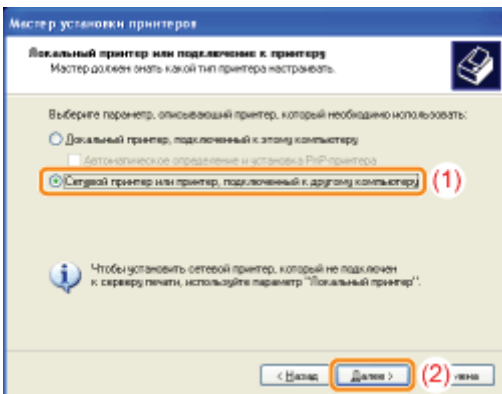 Мастер установки принтеров
Локальный принтер или подключение к принтеру
Мастер должен знать какой тип принтера настраивать.
Выберите параметр, описывающий принтер, который необходимо использовать:
Локальный принтер, подключенный к этому компьютеру
Автоматическое определение и установка PnP-принтера
Сетевой принтер или принтер, подключенный к другому компьютеру (1)
Чтобы установить сетевой принтер, который не подключен
к серверу печати, используйте параметр "Локальный принтер".
< Назад Далее > (2) мена